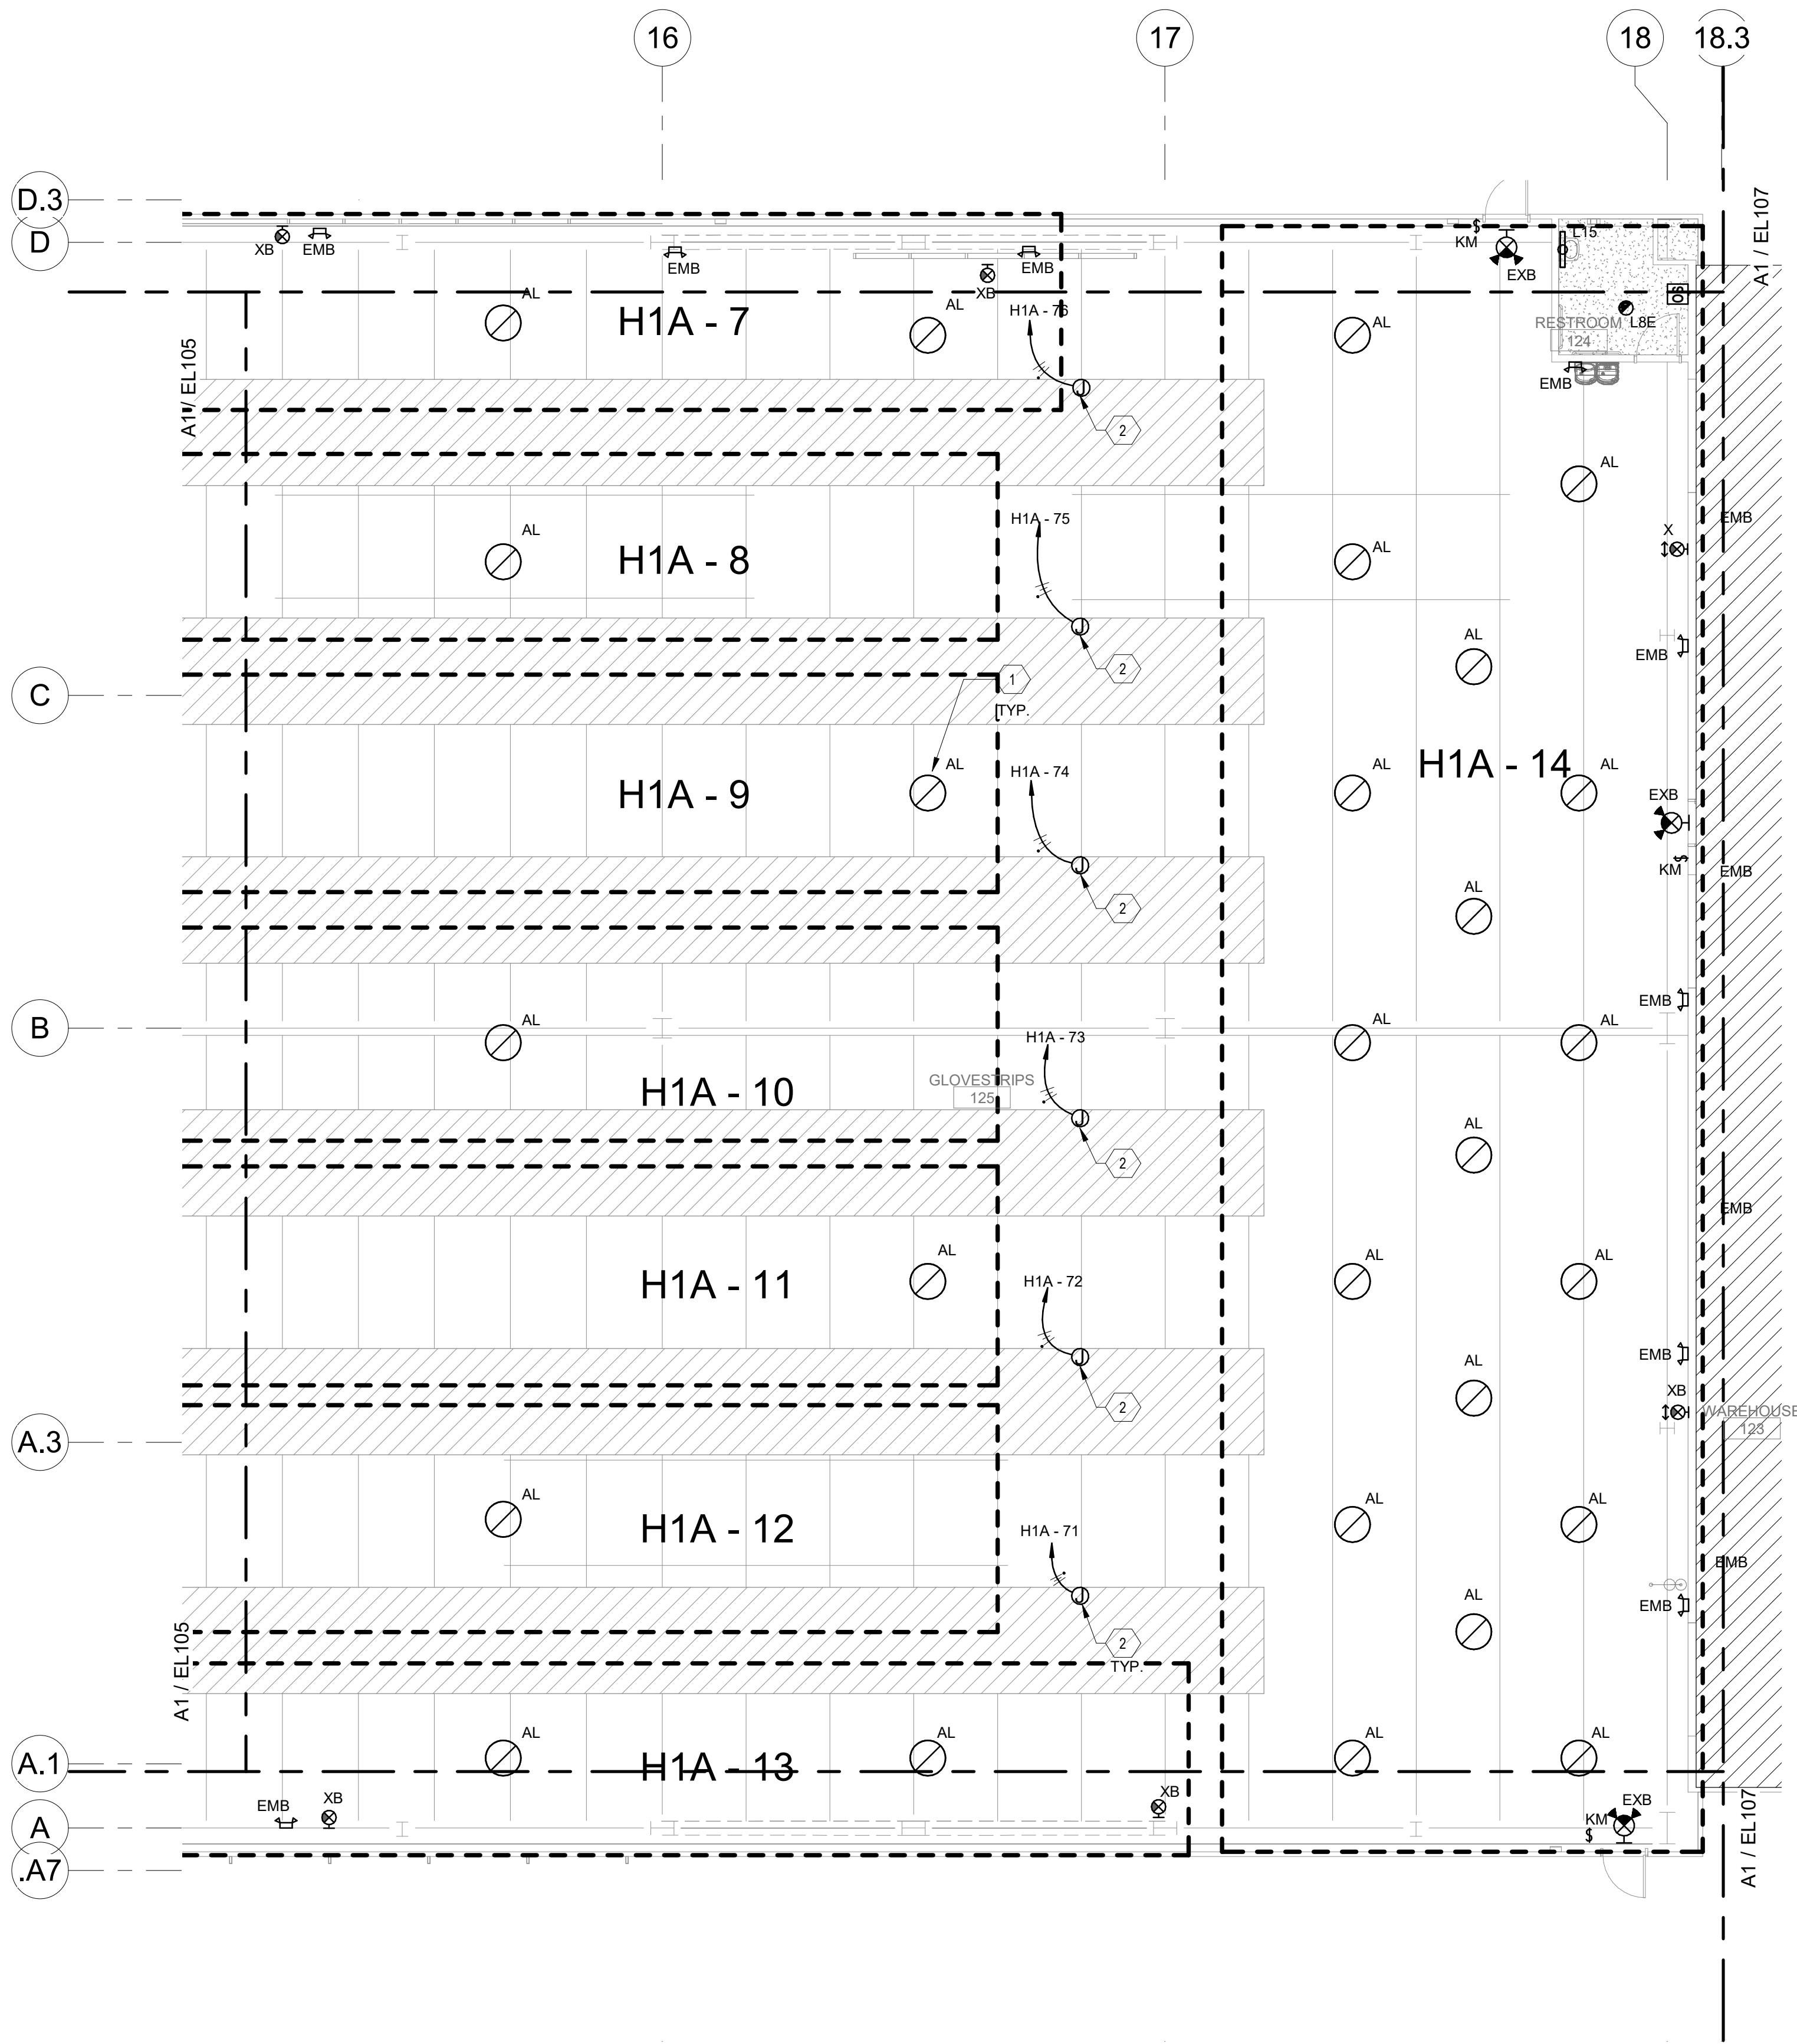 16
17
18
18.3
D.3
D
A1 / EL107
L15
KM
XB
EMB
EMB
EMB
EXB
XB
AL
AL
H1A - 7
H1A - 76
AL
RESTROOM
124
L8E
A1 / EL105
EMB
2
AL
H1A - 75
EMB
X
AL
H1A - 8
AL
2
AL
EMB
C
1
TYP.
H1A - 74
AL
AL
H1A - 14
AL
H1A - 9
EXB
2
KM
EMB
AL
EMB
B
AL
H1A - 73
AL
AL
GLOVESTRIPS
125
H1A - 10
AL
2
EMB
AL
AL
AL
H1A - 11
H1A - 72
EMB
AL
XB
2
WAREHOUSE
123
A.3
AL
H1A - 12
H1A - 71
AL
AL
EMB
AL
EMB
2
TYP.
A1 / EL105
AL
AL
AL
AL
A.1
H1A - 13
EMB
XB
XB
EXB
KM
A
.A7
A1 / EL107